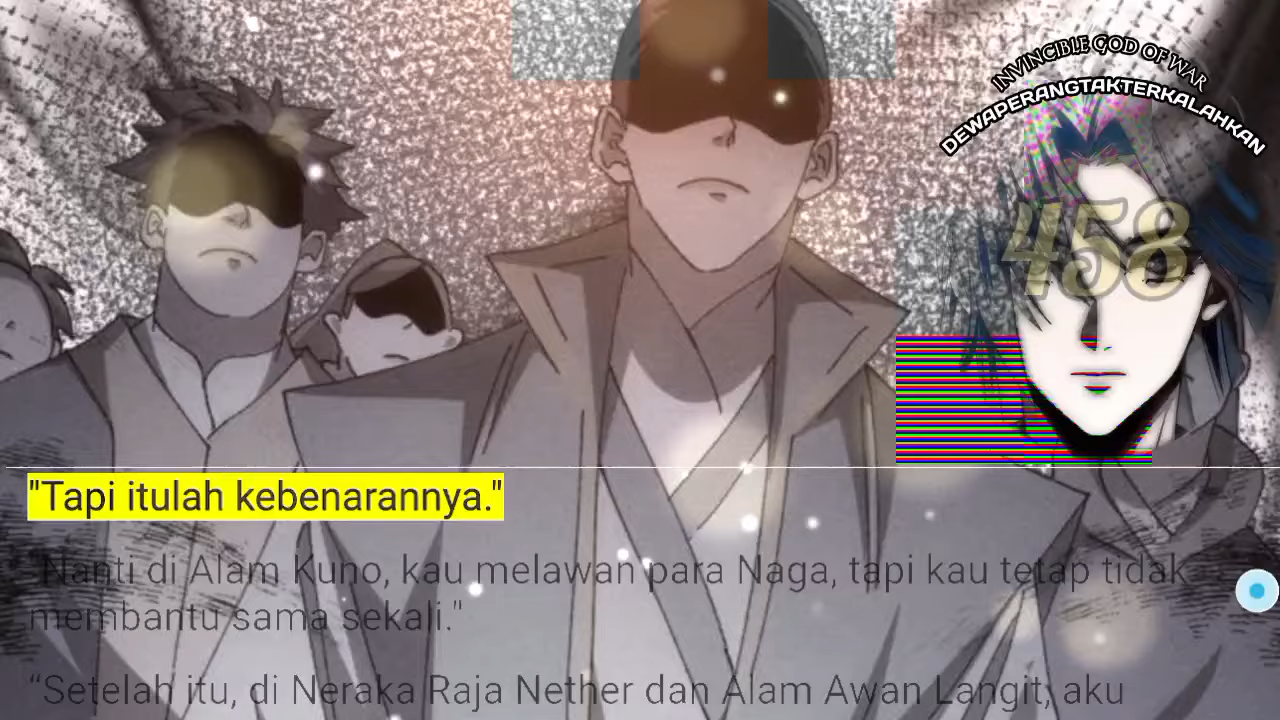 INVINCIBLE GOD OF WAR
DEWAPERANGTAKTERKALAHKAN
458
"Tapi itulah kebenarannya."
"Nanti di Alam Kuno, kau melawan para Naga, tapi kau tetap tidak
membantu sama sekali."
“Setelah itu, di Neraka Raja Nether dan Alam Awan Langit, aku